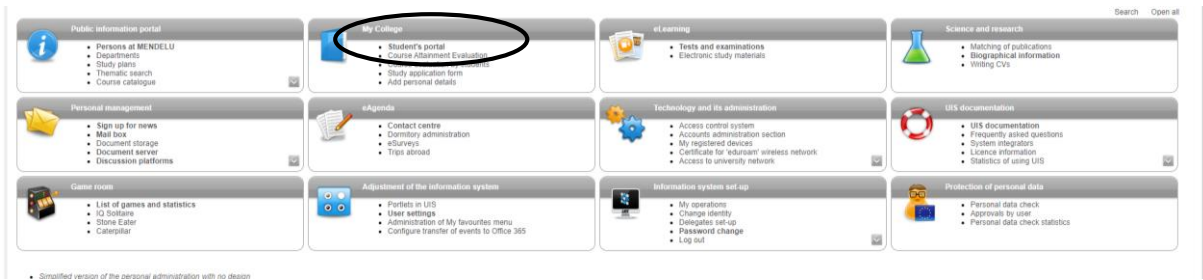 Search Open all
Public information portal
Persons at MENDELU
Departments
Study plans
Thematic search
Course catalogue
My College
Student's portal
Course Attainment Evaluation
Study application form
Add personal details
eLearning
Tests and examinations
Electronic study materials
Science and research
Matching of publications
Biographical information
Writing CVs
Personal management
Sign up for news
Mail box
Document storage
Document server
Discussion platforms
eAgenda
Contact centre
Dormitory administration
eSurveys
Trips abroad
Technology and its administration
Access control system
Accounts administration section
My registered devices
Certificate for 'eduroam' wireless network
Access to university network
UIS documentation
UIS documentation
Frequently asked questions
System integrators
Licence information
Statistics of using UIS
Game room
List of games and statistics
IQ Solitaire
Stone Eater
Caterpillar
Adjustment of the information system
Portlets in UIS
User settings
Administration of My favourites menu
Configure transfer of events to Office 365
Information system set-up
My operations
Change identity
Delegates set-up
Password change
Log out
Protection of personal data
Personal data check
Approvals by user
Personal data check statistics
Simplified version of the personal administration with no design